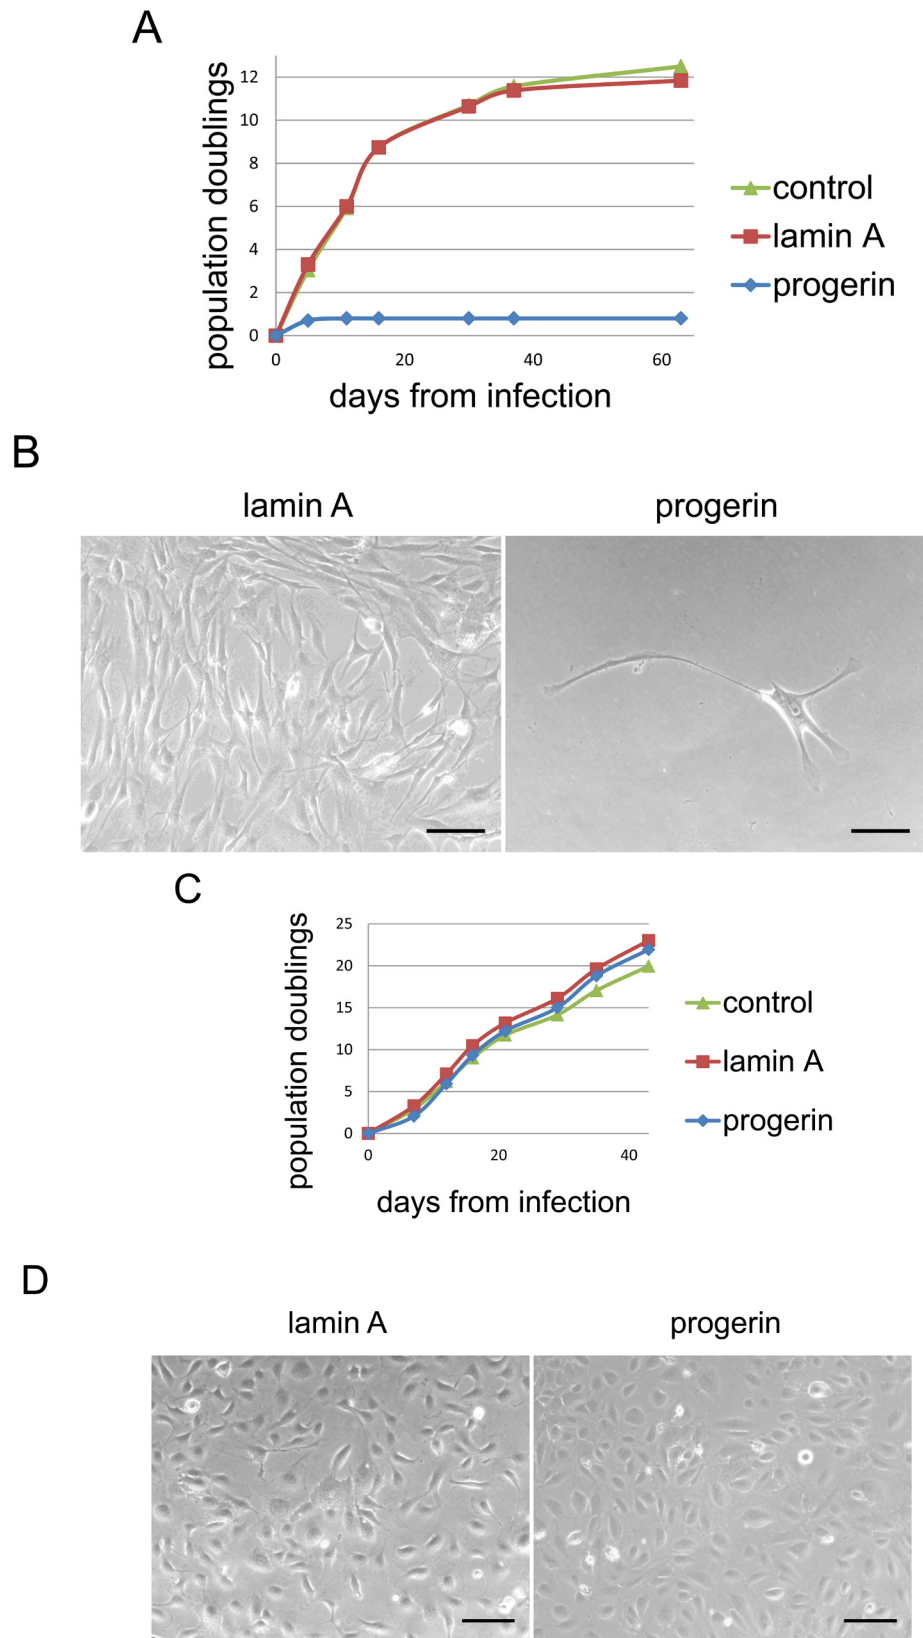 A
population doublings
12
10
8
6
4
2
0
0 20 40 60
days from infection
control
lamin A
progerin
B
lamin A progerin
C
population doublings
25
20
15
10
5
0
0 20 40
days from infection
control
lamin A
progerin
D
lamin A progerin